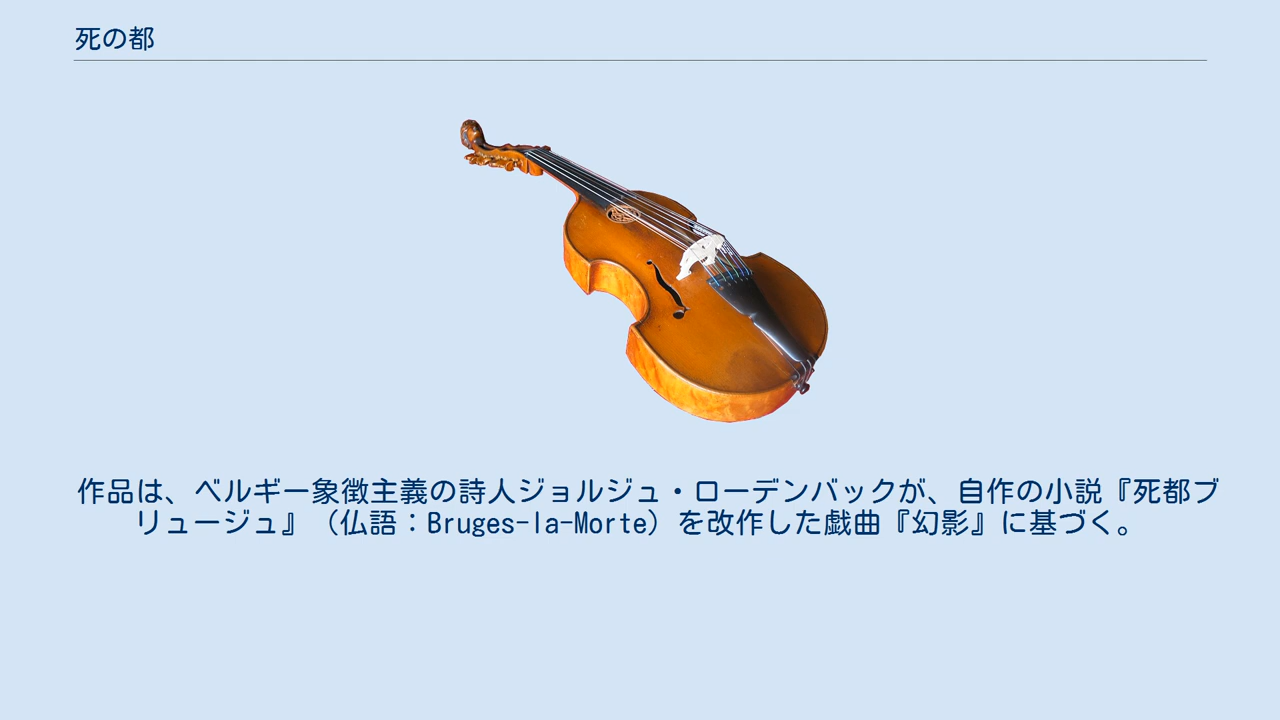 死の都
作品は、ベルギー象徴主義の詩人ジョルジュ・ローデンバックが、自作の小説『死都ブ
リュージュ』（仏語：Bruges-la-Morte）を改作した戯曲『幻影』に基づく。